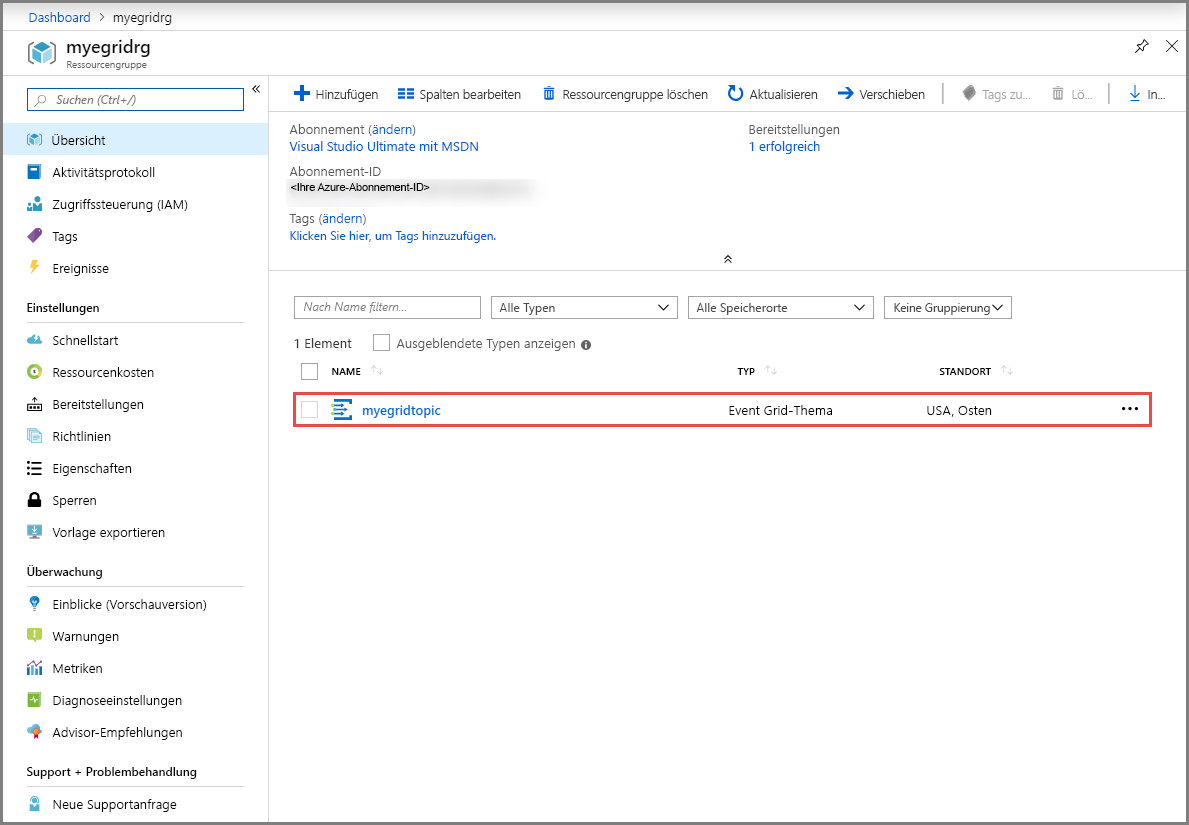 Dashboard > myegridrg
myegridrg
Ressourcengruppe
Suchen (Ctrl+/)
«
Übersicht
Aktivitätsprotokoll
Zugriffssteuerung (IAM)
Tags
Ereignisse
Einstellungen
Schnellstart
Ressourcenkosten
Bereitstellungen
Richtlinien
Eigenschaften
Sperren
Vorlage exportieren
Überwachung
Einblicke (Vorschauversion)
Warnungen
Metriken
Diagnoseeinstellungen
Advisor-Empfehlungen
Support + Problembehandlung
Neue Supportanfrage
Hinzufügen Spalten bearbeiten Ressourcengruppe löschen Aktualisieren Verschieben Tags zu... Lö... In...
Abonnement (ändern)
Visual Studio Ultimate mit MSDN
Bereitstellungen
1 erfolgreich
Abonnement-ID
<Ihre Azure-Abonnement-ID>
Tags (ändern)
Klicken Sie hier, um Tags hinzuzufügen.
Nach Name filtern... Alle Typen Alle Speicherorte Keine Gruppierung
1 Element Ausgeblendete Typen anzeigen
NAME TYP STANDORT
myegridtopic Event Grid-Thema USA, Osten